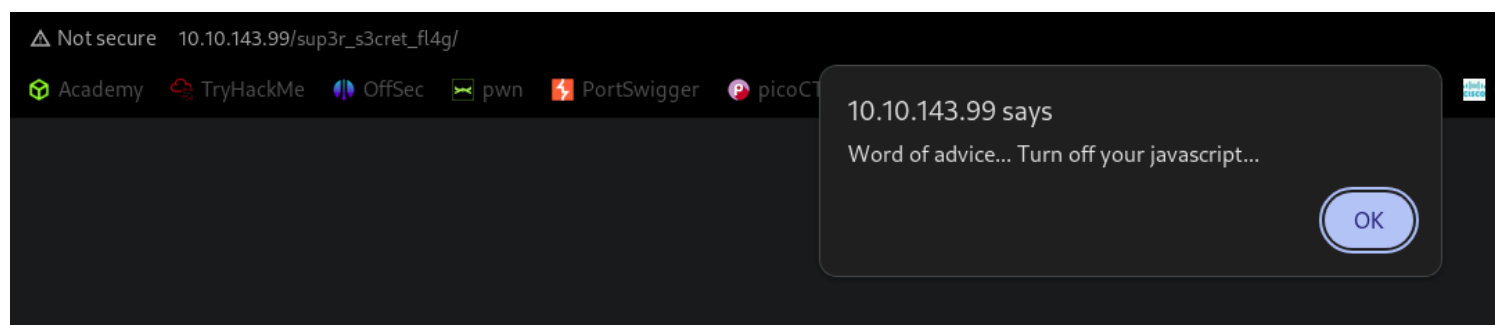 Not secure 10.10.143.99/sup3r_s3cret_fl4g/
Academy TryHackMe OffSec pwn PortSwigger picoCT
10.10.143.99 says
Word of advice... Turn off your javascript...
OK
cisco